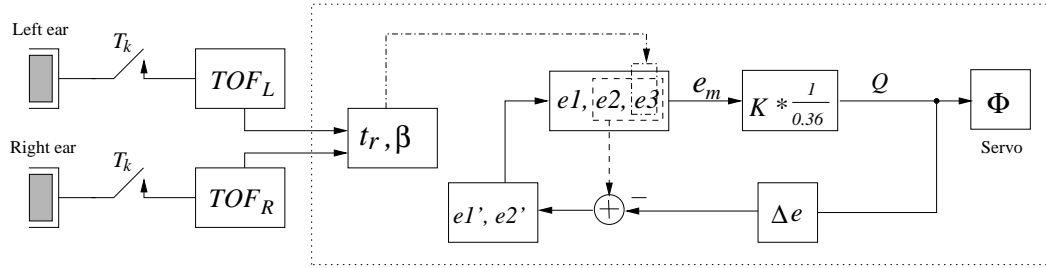 Left ear
T_k
TOF_L
Right ear
T_k
TOF_R
t_r, β
e1, e2, e3
e_m
K * 1/0.36
Q
Φ
Servo
e1', e2'
+
−
Δe